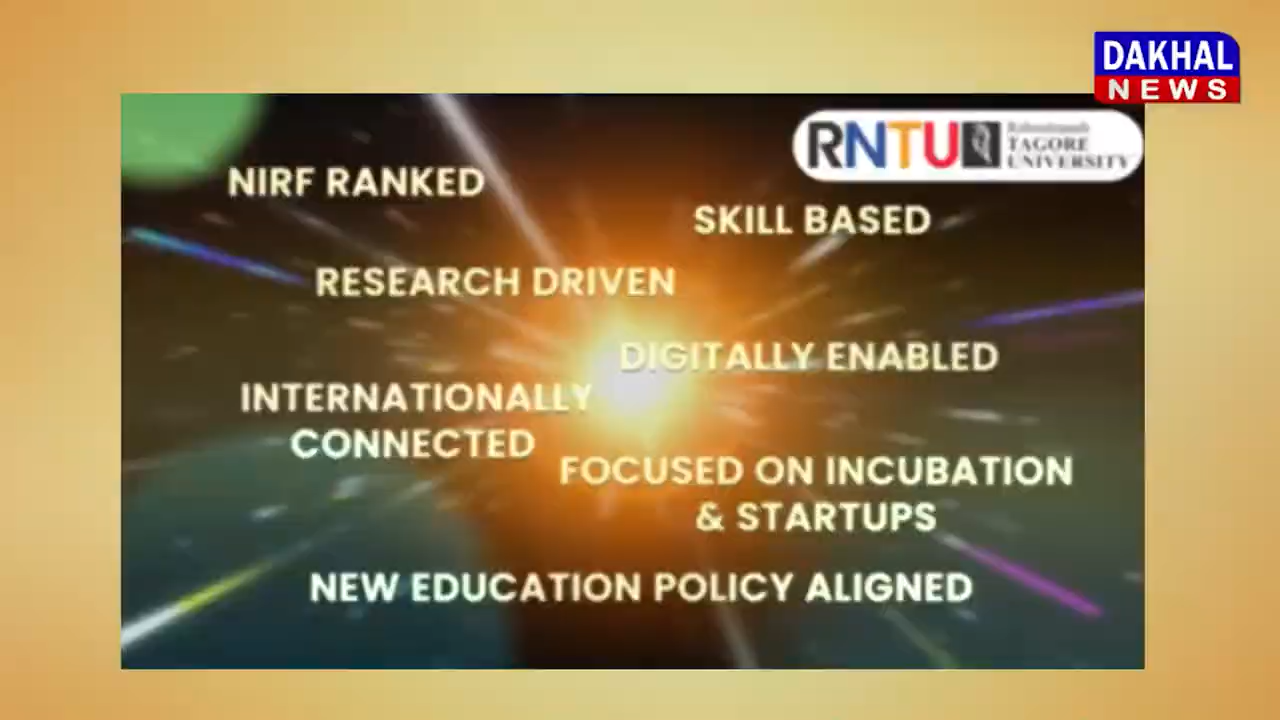 DAKHAL
NEWS
RNTU
TAGORE
UNIVERSITY
NIRF RANKED
SKILL BASED
RESEARCH DRIVEN
DIGITALLY ENABLED
INTERNATIONALLY
CONNECTED
FOCUSED ON INCUBATION
& STARTUPS
NEW EDUCATION POLICY ALIGNED